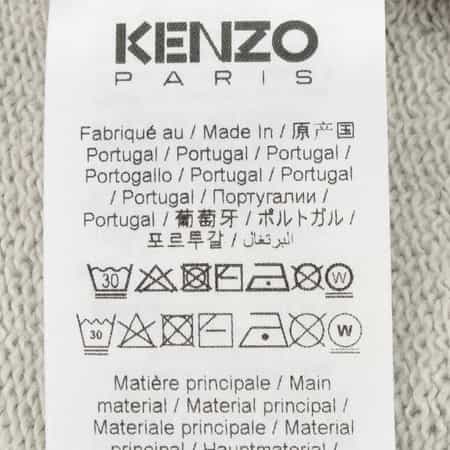 KENZO
PARIS
Fabriqué au / Made In / 原产国
Portugal / Portugal / Portugal /
Portogallo / Portugal / Portugal
/ Portugal / Португалии /
Portugal / 葡萄牙 / ポルトガル /
포르투갈 / البرتغال /
30 W
30 W
Matière principale / Main
material / Material principal /
Materiale principale / Material
principal / Hauptmaterial /